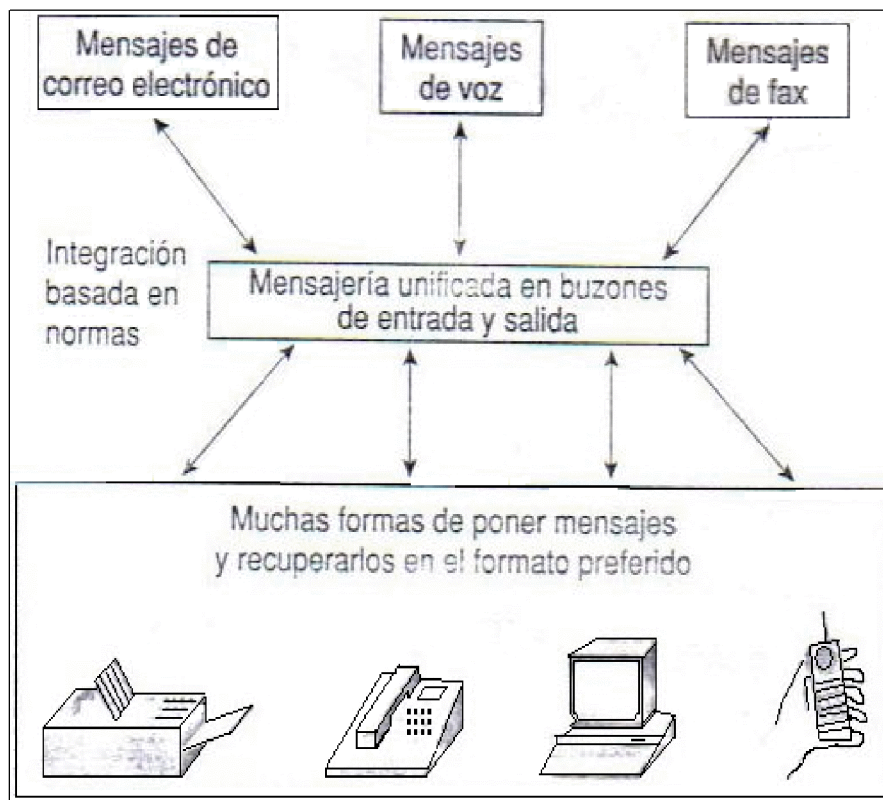 Mensajes de
correo electrónico
Mensajes
de voz
Mensajes
de fax
Integración
basada en
normas
Mensajería unificada en buzones
de entrada y salida
Muchas formas de poner mensajes
y recuperarlos en el formato preferido